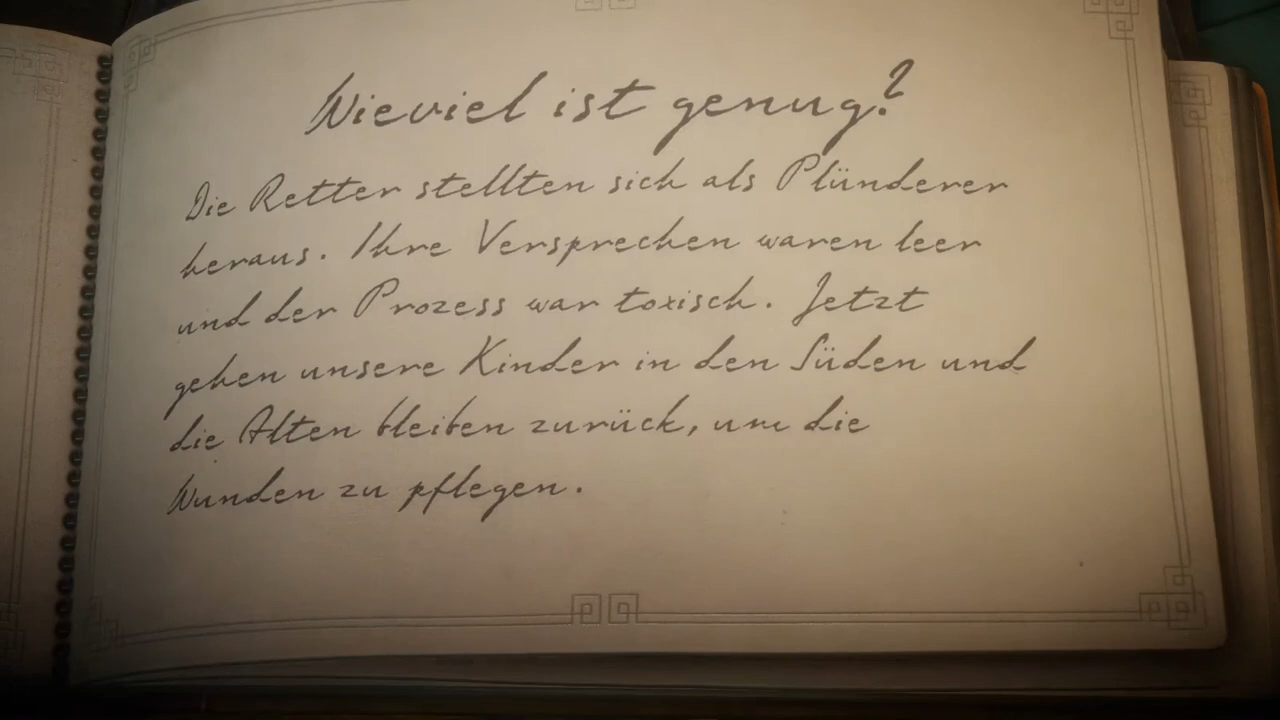 Wieviel ist genug?
Die Retter stellten sich als Plünderer
heraus. Ihre Versprechen waren leer
und der Prozess war toxisch. Jetzt
gehen unsere Kinder in den Süden und
die Alten bleiben zurück, um die
Wunden zu pflegen.